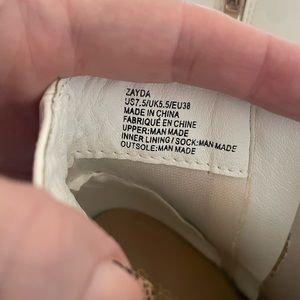 ZAYDA
US7.5/UK5.5/EU38
MADE IN CHINA
FABRIQUÉ EN CHINE
UPPER:MAN MADE
INNER LINING / SOCK:MAN MADE
OUTSOLE:MAN MADE